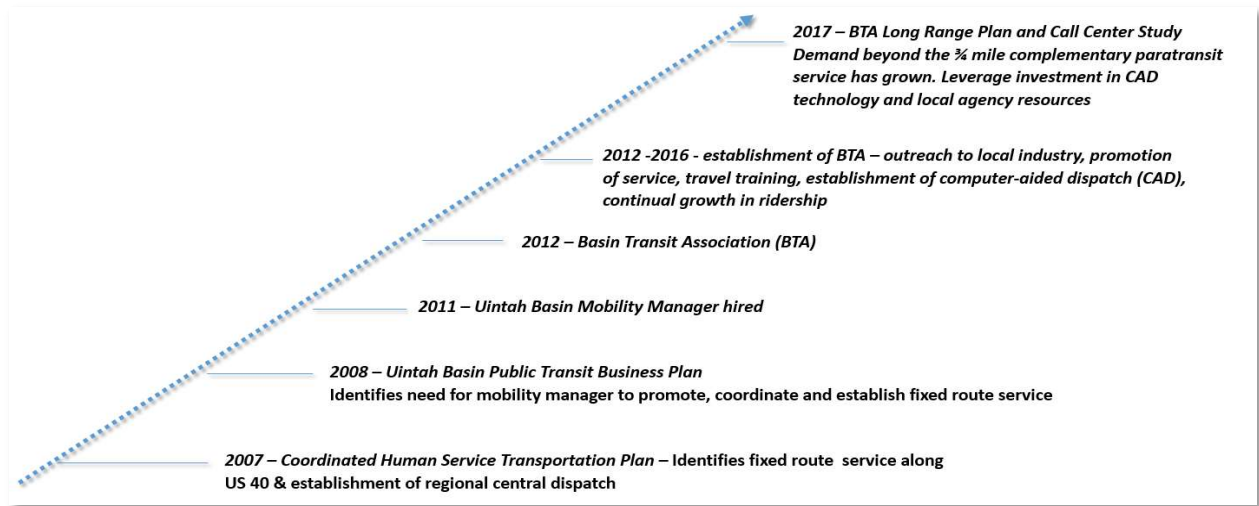 2017 – BTA Long Range Plan and Call Center Study
Demand beyond the ¾ mile complementary paratransit
service has grown. Leverage investment in CAD
technology and local agency resources
2012 -2016 - establishment of BTA – outreach to local industry, promotion
of service, travel training, establishment of computer-aided dispatch (CAD),
continual growth in ridership
2012 – Basin Transit Association (BTA)
2011 – Uintah Basin Mobility Manager hired
2008 – Uintah Basin Public Transit Business Plan
Identifies need for mobility manager to promote, coordinate and establish fixed route service
2007 – Coordinated Human Service Transportation Plan – Identifies fixed route  service along
US 40 & establishment of regional central dispatch